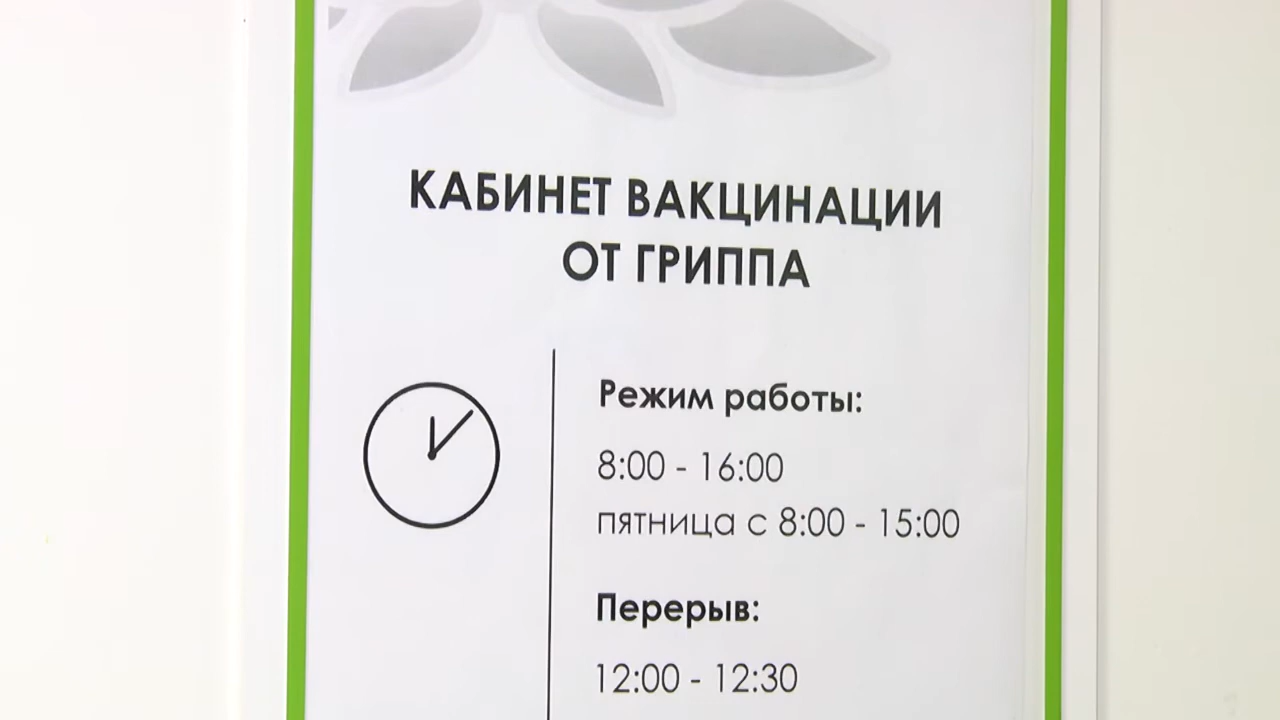 КАБИНЕТ ВАКЦИНАЦИИ
ОТ ГРИППА
Режим работы:
8:00 - 16:00
пятница с 8:00 - 15:00
Перерыв:
12:00 - 12:30